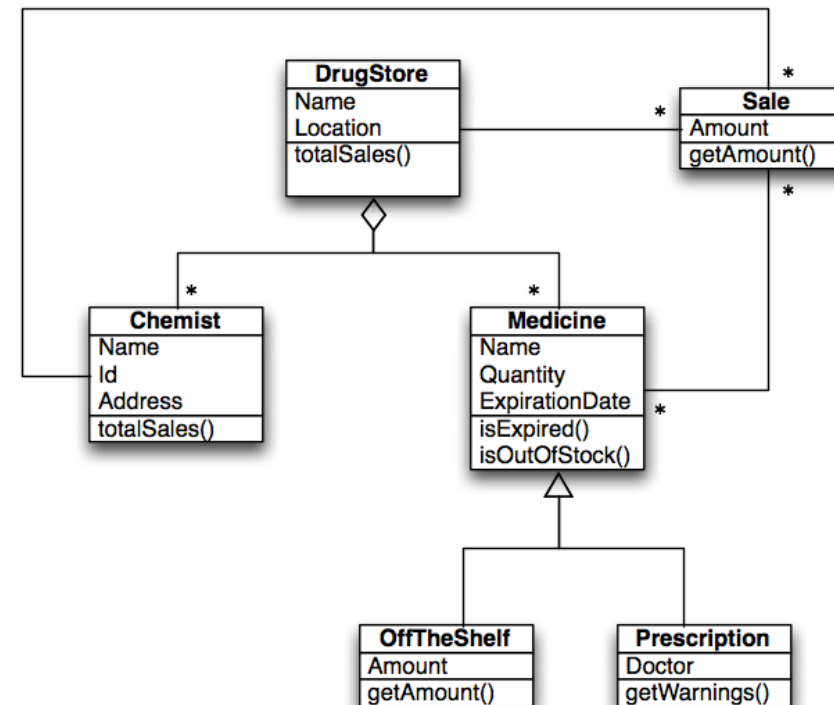 *
DrugStore
Name
Location
totalSales()
*
Sale
Amount
getAmount()
*
*
Chemist
Name
Id
Address
totalSales()
*
Medicine
Name
Quantity
ExpirationDate
isExpired()
isOutOfStock()
*
OffTheShelf
Amount
getAmount()
Prescription
Doctor
getWarnings()